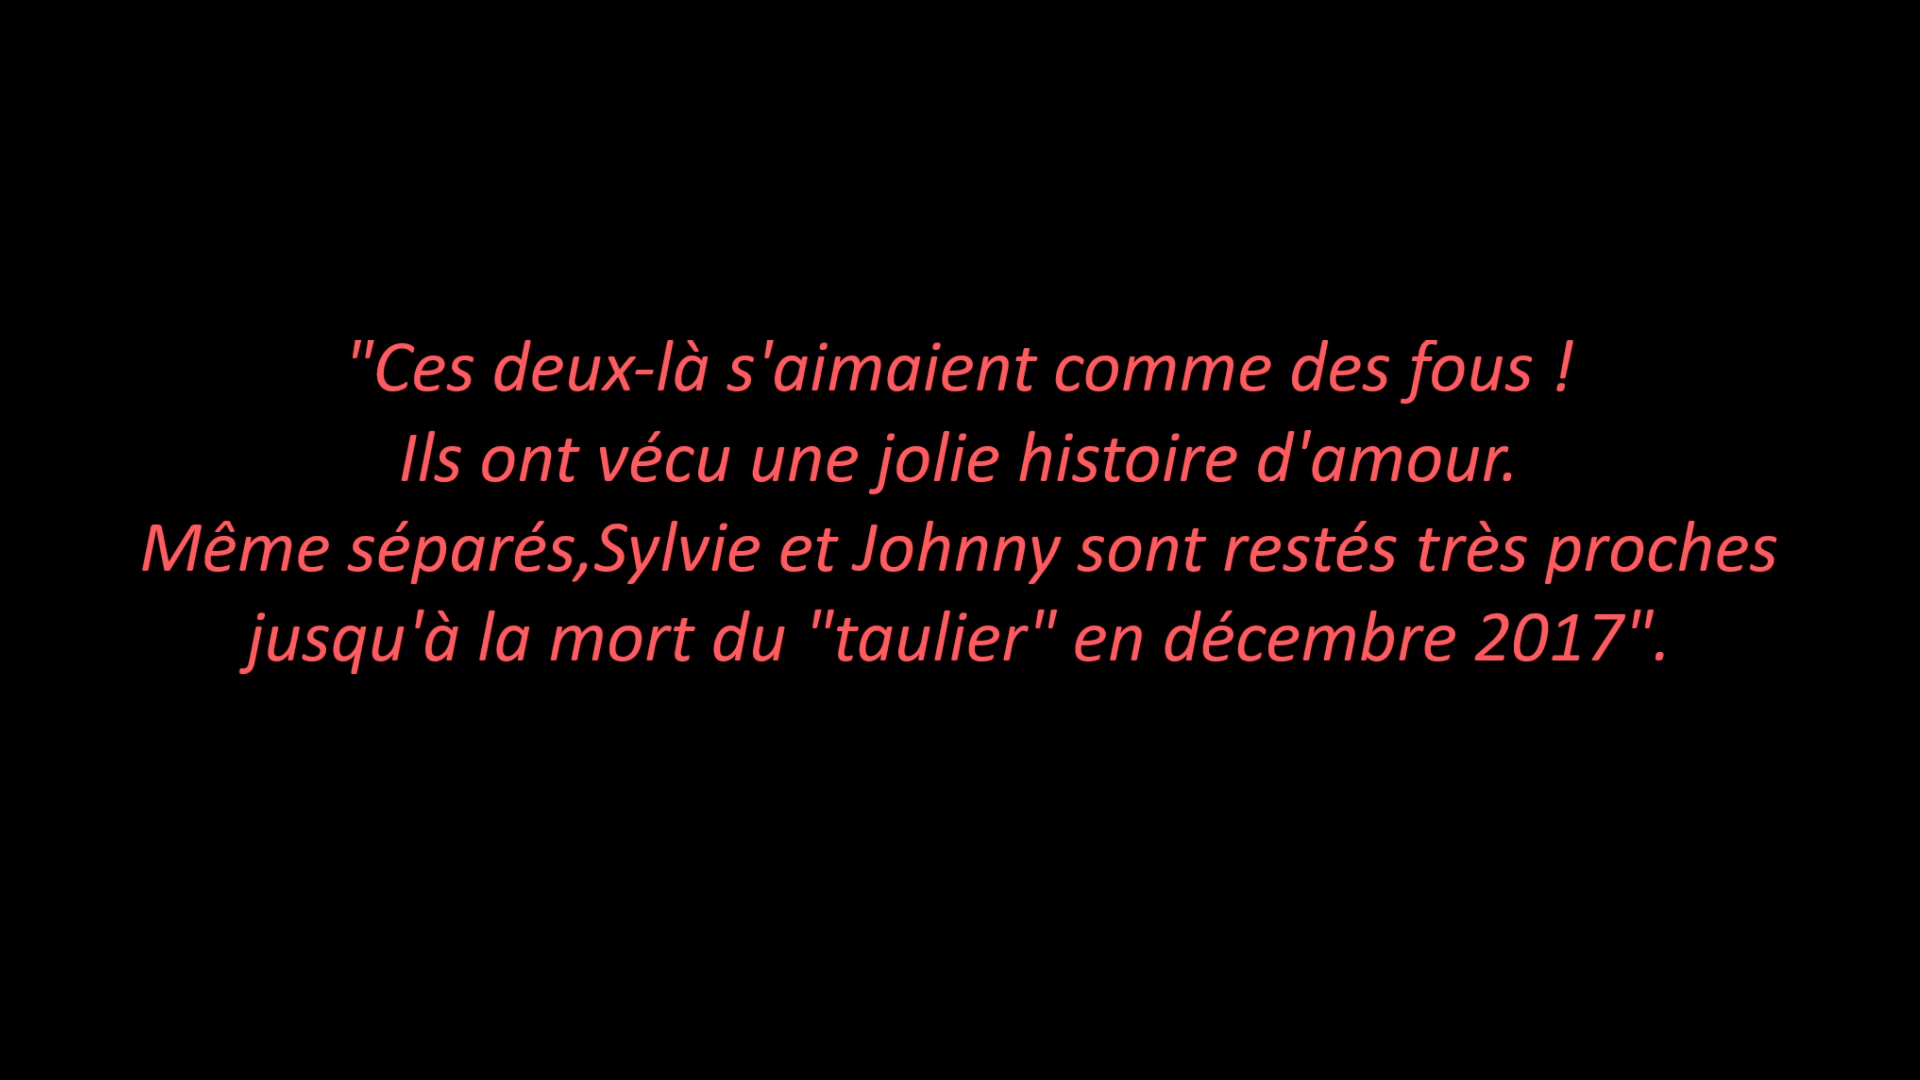 "Ces deux-là s'aimaient comme des fous !
Ils ont vécu une jolie histoire d'amour.
Même séparés,Sylvie et Johnny sont restés très proches
jusqu'à la mort du "taulier" en décembre 2017".